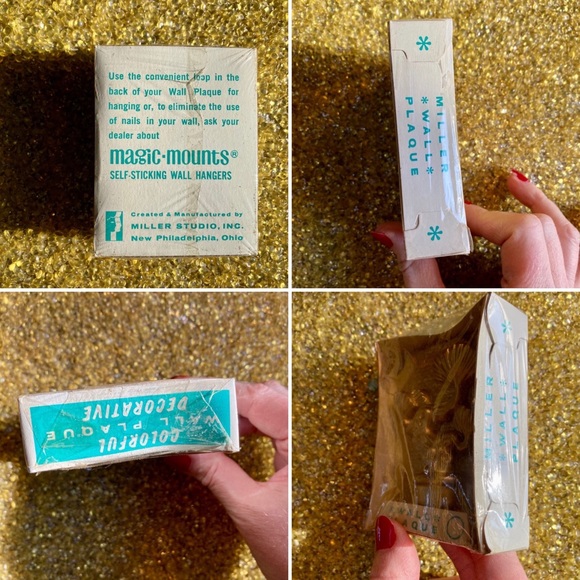 Use the convenient loap in the
back of your Wall Plaque for
hanging or, to eliminate the use
of nails in your wall, ask your
dealer about
magic·mounts®
SELF-STICKING WALL HANGERS
Created & Manufactured by
MILLER STUDIO, INC.
New Philadelphia, Ohio
*
MILLER
*WALL*
PLAQUE
*
COLORFUL
DECORATIVE
WALL PLAQUE
*
MILLER
*WALL*
PLAQUE
*